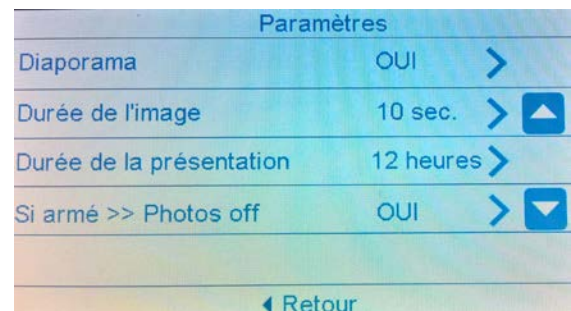 Paramètres
Diaporama OUI
Durée de l'image 10 sec.
Durée de la présentation 12 heures
Si armé >> Photos off OUI
Retour